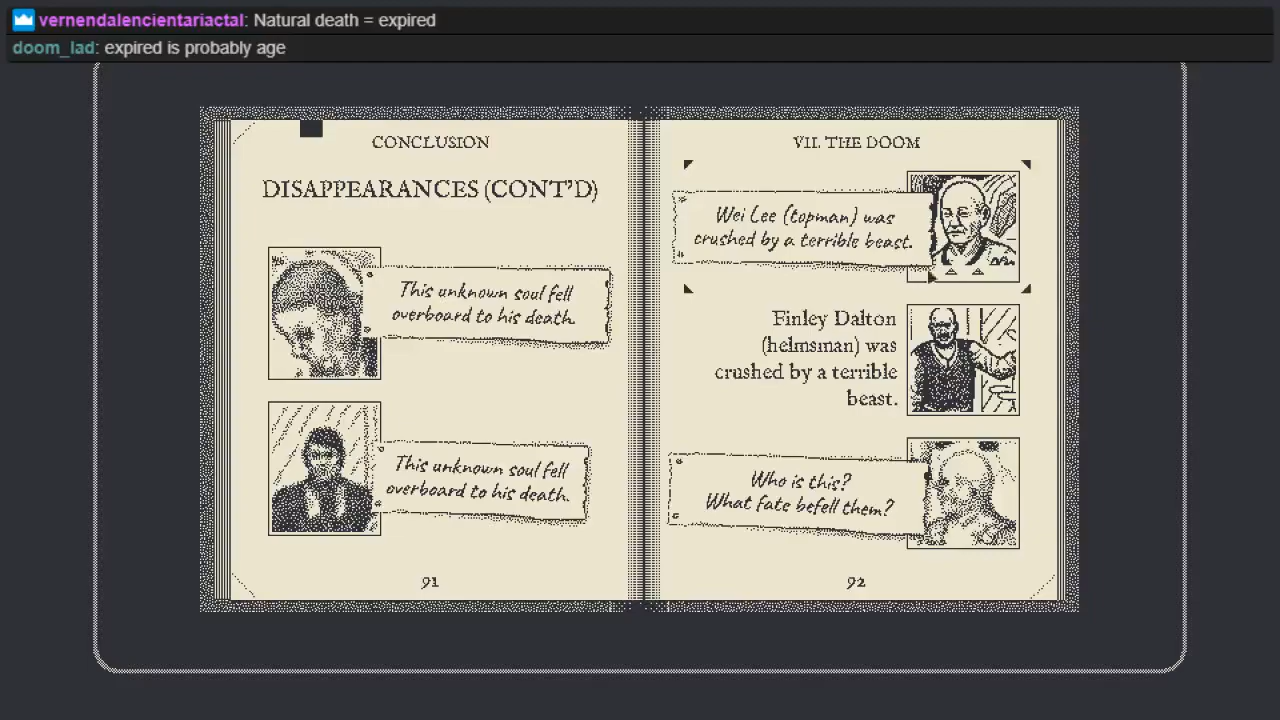 vernendalencientariactal: Natural death = expired
doom_lad: expired is probably age
CONCLUSION
DISAPPEARANCES (CONT'D)
This unknown soul fell
overboard to his death.
This unknown soul fell
overboard to his death.
91
VII. THE DOOM
Wei Lee (topman) was
crushed by a terrible beast.
Finley Dalton
(helmsman) was
crushed by a terrible
beast.
Who is this?
What fate befell them?
92